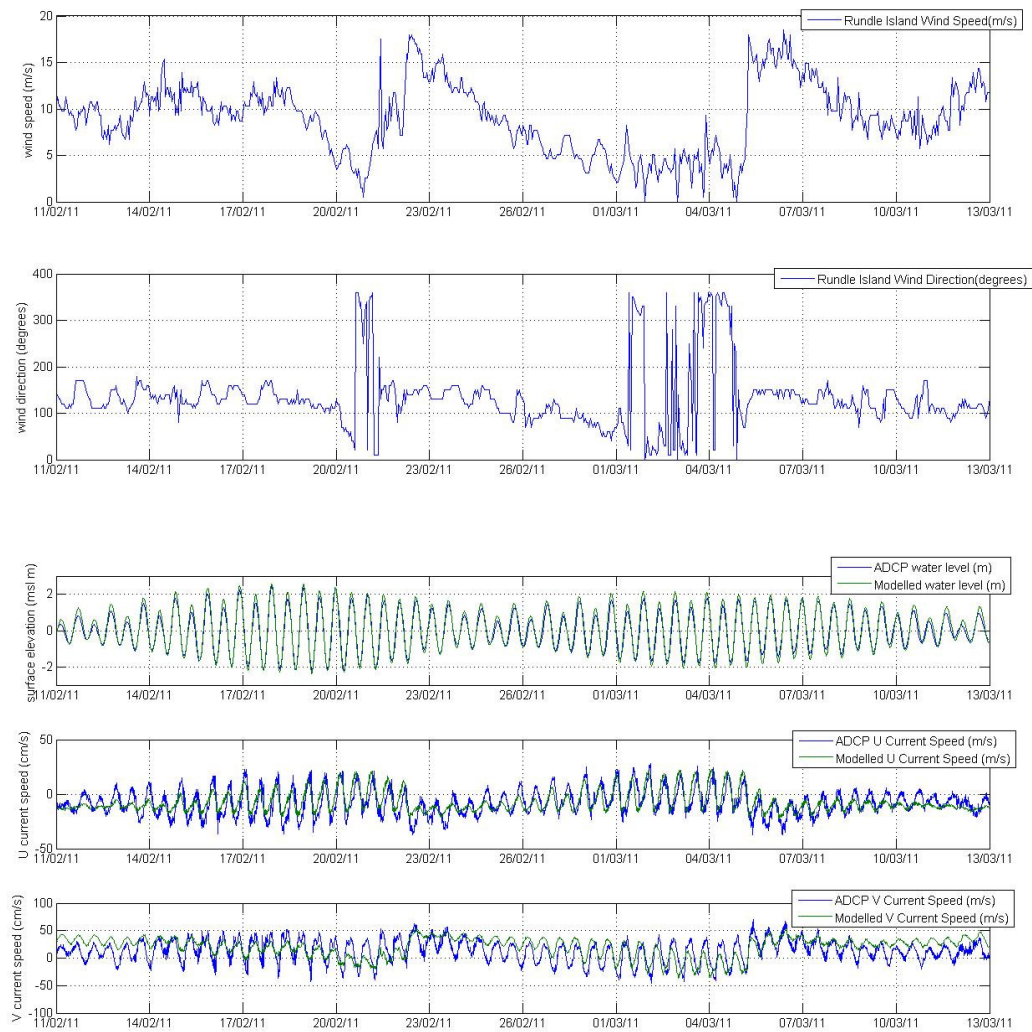 20
15
10
5
0
wind speed (m/s)
Rundle Island Wind Speed(m/s)
11/02/11 14/02/11 17/02/11 20/02/11 23/02/11 26/02/11 01/03/11 04/03/11 07/03/11 10/03/11 13/03/11
400
300
200
100
0
wind direction (degrees)
Rundle Island Wind Direction(degrees)
11/02/11 14/02/11 17/02/11 20/02/11 23/02/11 26/02/11 01/03/11 04/03/11 07/03/11 10/03/11 13/03/11
2
0
-2
surface elevation (msl m)
ADCP water level (m)
Modelled water level (m)
11/02/11 14/02/11 17/02/11 20/02/11 23/02/11 26/02/11 01/03/11 04/03/11 07/03/11 10/03/11 13/03/11
50
0
-50
U current speed (cm/s)
ADCP U Current Speed (m/s)
Modelled U Current Speed (m/s)
11/02/11 14/02/11 17/02/11 20/02/11 23/02/11 26/02/11 01/03/11 04/03/11 07/03/11 10/03/11 13/03/11
100
50
0
-50
-100
V current speed (cm/s)
ADCP V Current Speed (m/s)
Modelled V Current Speed (m/s)
11/02/11 14/02/11 17/02/11 20/02/11 23/02/11 26/02/11 01/03/11 04/03/11 07/03/11 10/03/11 13/03/11